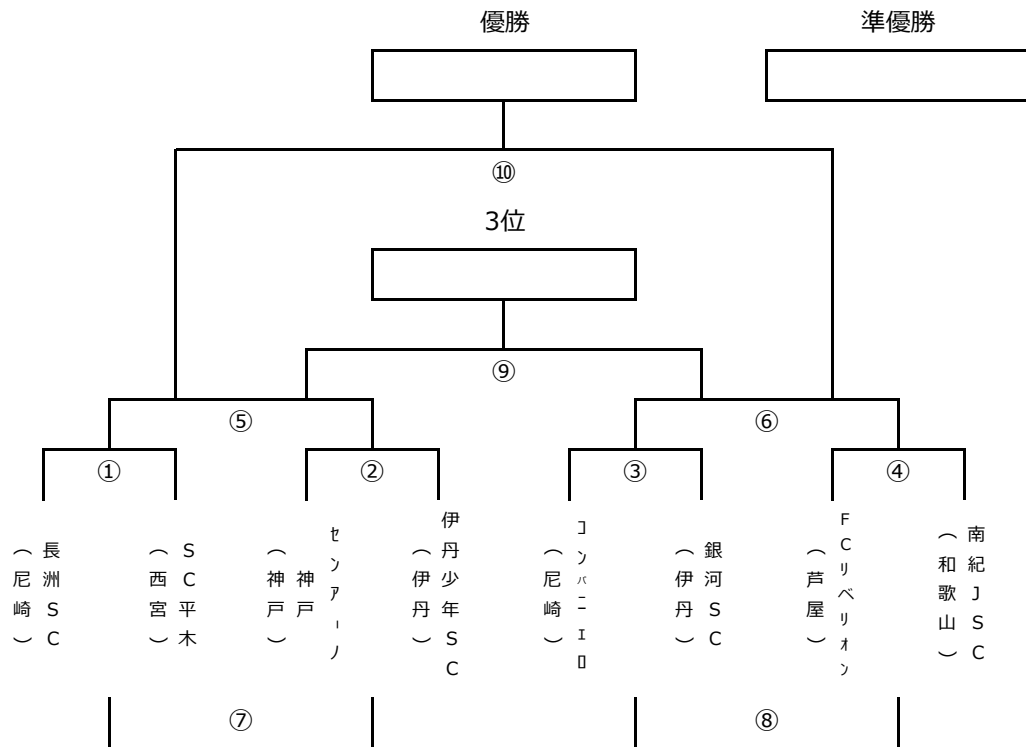 優勝
準優勝
⑩
3位
⑨
⑤
⑥
①
②
③
④
長洲SC
(尼崎)
SC平木
(西宮)
センアーノ
神戸
(神戸)
伊丹少年SC
(伊丹)
コンパニエロ
(尼崎)
銀河SC
(伊丹)
FCリベリオン
(芦屋)
南紀JSC
(和歌山)
⑦
⑧